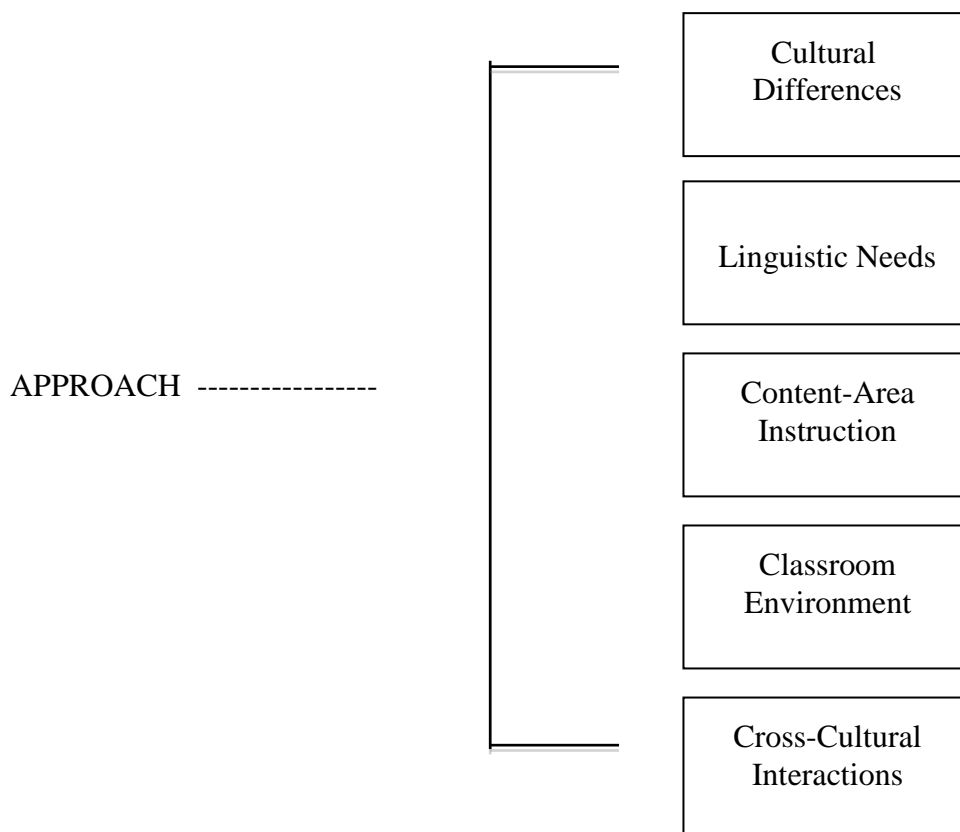 Cultural
Differences
Linguistic Needs
APPROACH -----------------
Content-Area
Instruction
Classroom
Environment
Cross-Cultural
Interactions